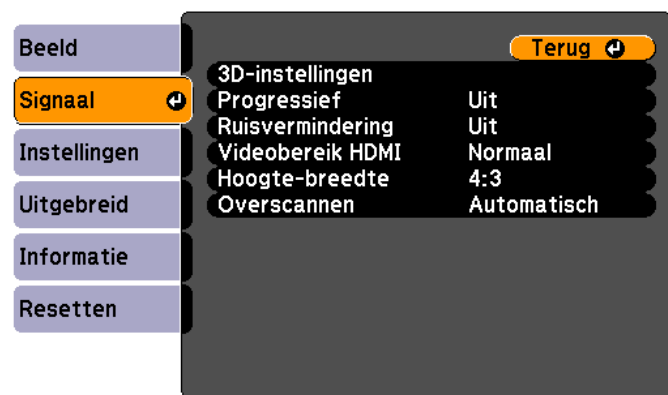 Beeld
Signaal
Instellingen
Uitgebreid
Informatie
Resetten
Terug
3D-instellingen
Progressief Uit
Ruisvermindering Uit
Videobereik HDMI Normaal
Hoogte-breedte 4:3
Overscannen Automatisch